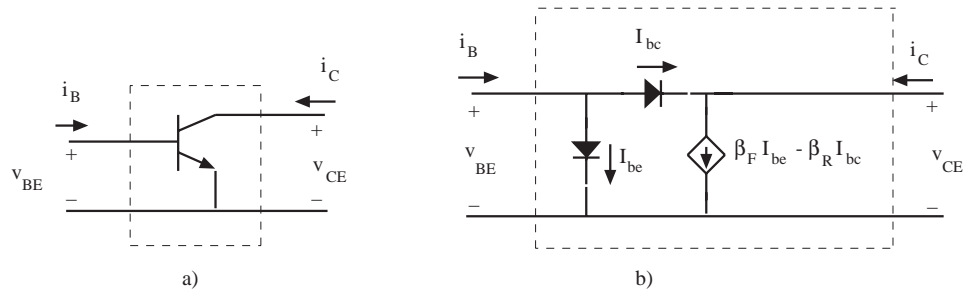 i_B
i_C
+
+
v_BE
v_CE
−
−
a)
i_B
I_bc
i_C
+
+
v_BE
I_be
β_F I_be - β_R I_bc
v_CE
−
−
b)